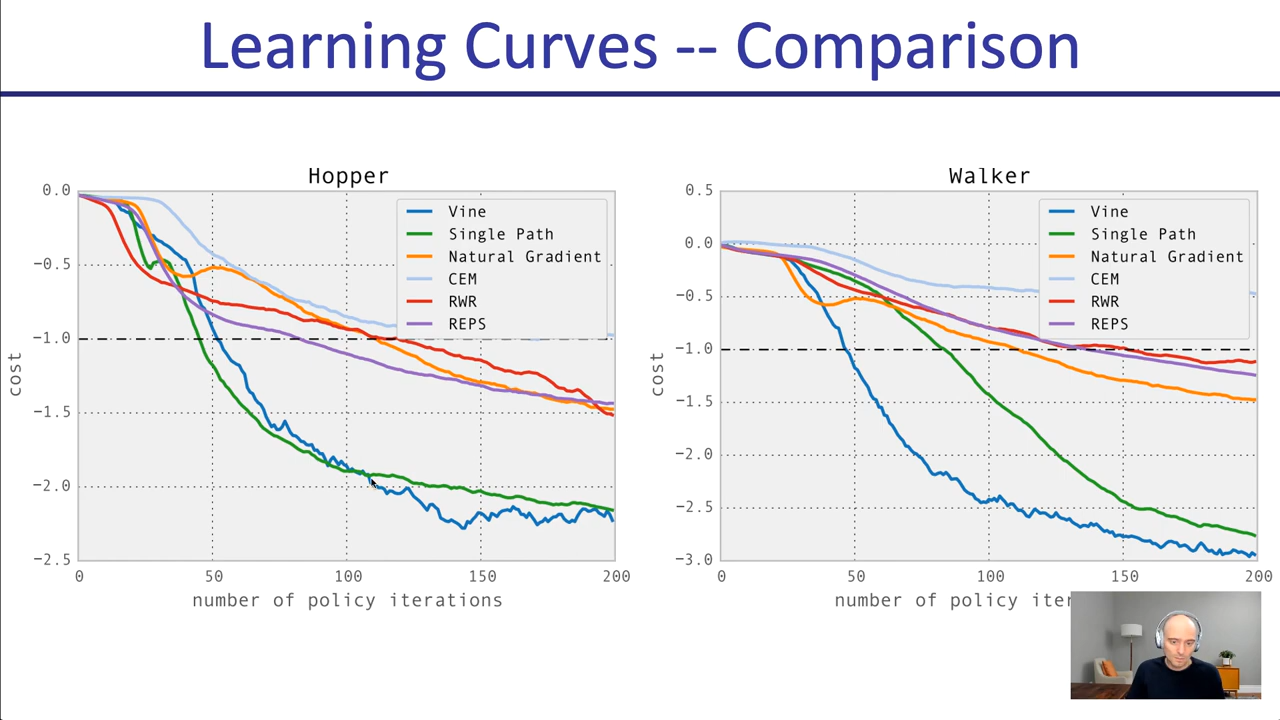 Learning Curves -- Comparison
Hopper
0.0
−0.5
−1.0
−1.5
−2.0
−2.5
cost
0 50 100 150 200
number of policy iterations
Vine
Single Path
Natural Gradient
CEM
RWR
REPS
Walker
0.5
0.0
−0.5
−1.0
−1.5
−2.0
−2.5
−3.0
cost
0 50 100 150 200
number of policy iter
Vine
Single Path
Natural Gradient
CEM
RWR
REPS